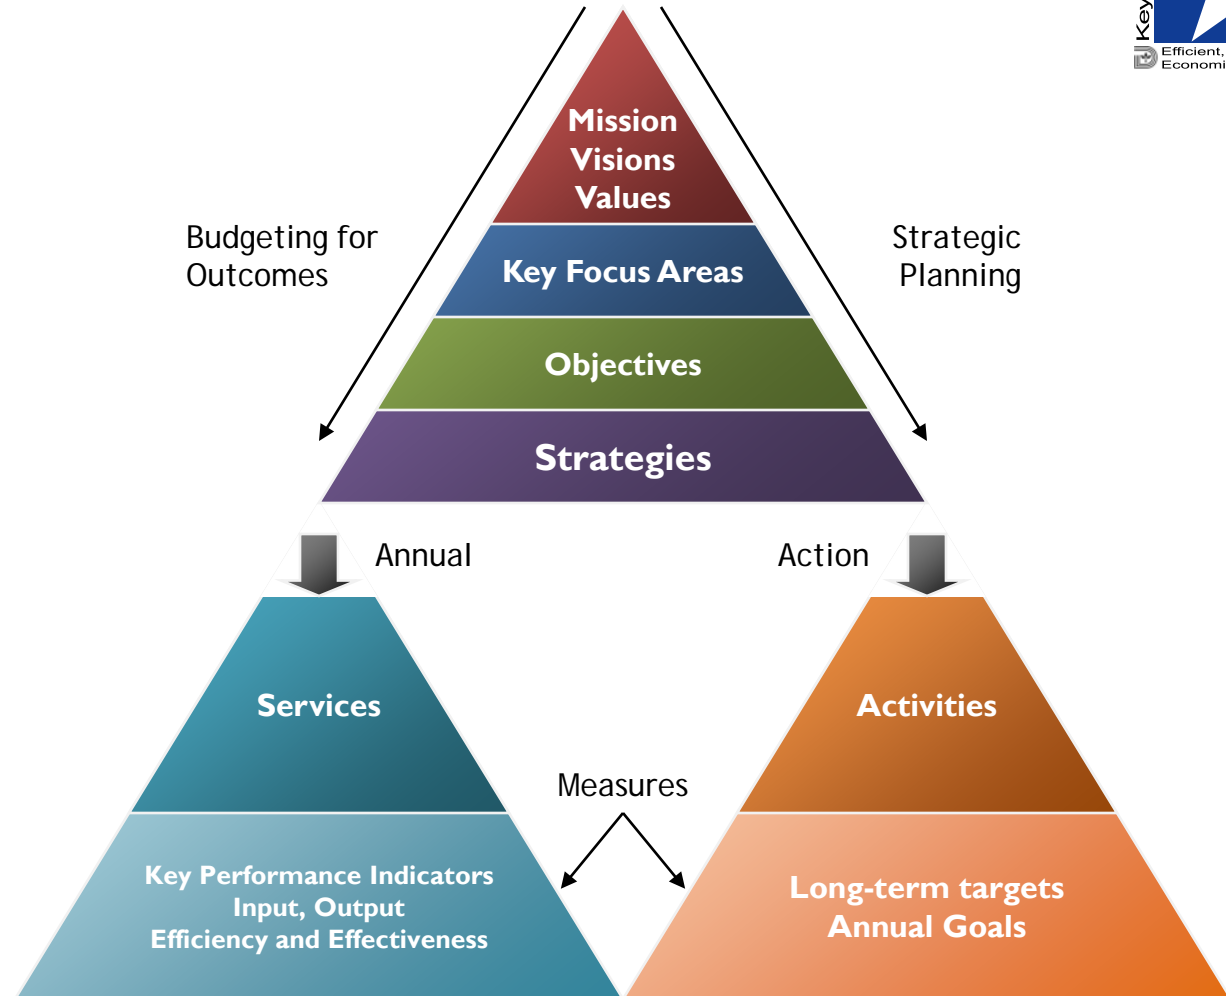 Key
Efficient,
Economi
Mission
Visions
Values
Budgeting for
Outcomes
Strategic
Planning
Key Focus Areas
Objectives
Strategies
Annual
Action
Services
Activities
Measures
Key Performance Indicators
Input, Output
Efficiency and Effectiveness
Long-term targets
Annual Goals